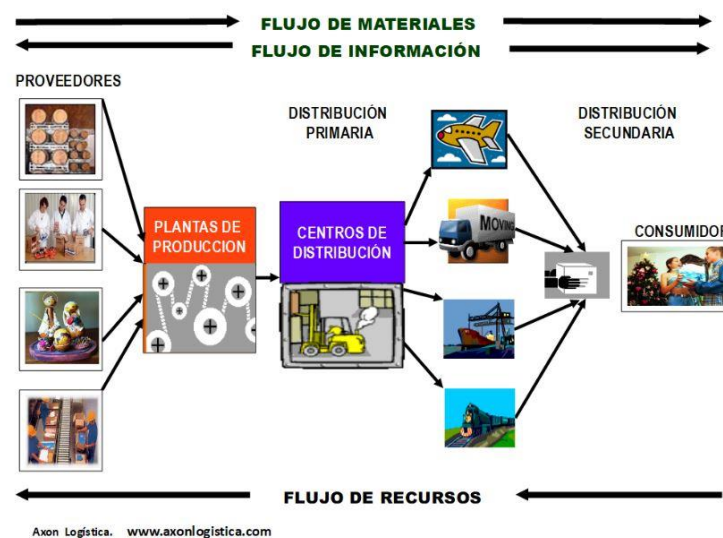 FLUJO DE MATERIALES
FLUJO DE INFORMACIÓN
PROVEEDORES
DISTRIBUCIÓN
PRIMARIA
DISTRIBUCIÓN
SECUNDARIA
PLANTAS DE
PRODUCCION
CENTROS DE
DISTRIBUCIÓN
MOVING
CONSUMIDOR
FLUJO DE RECURSOS
Axon Logística. www.axonlogistica.com